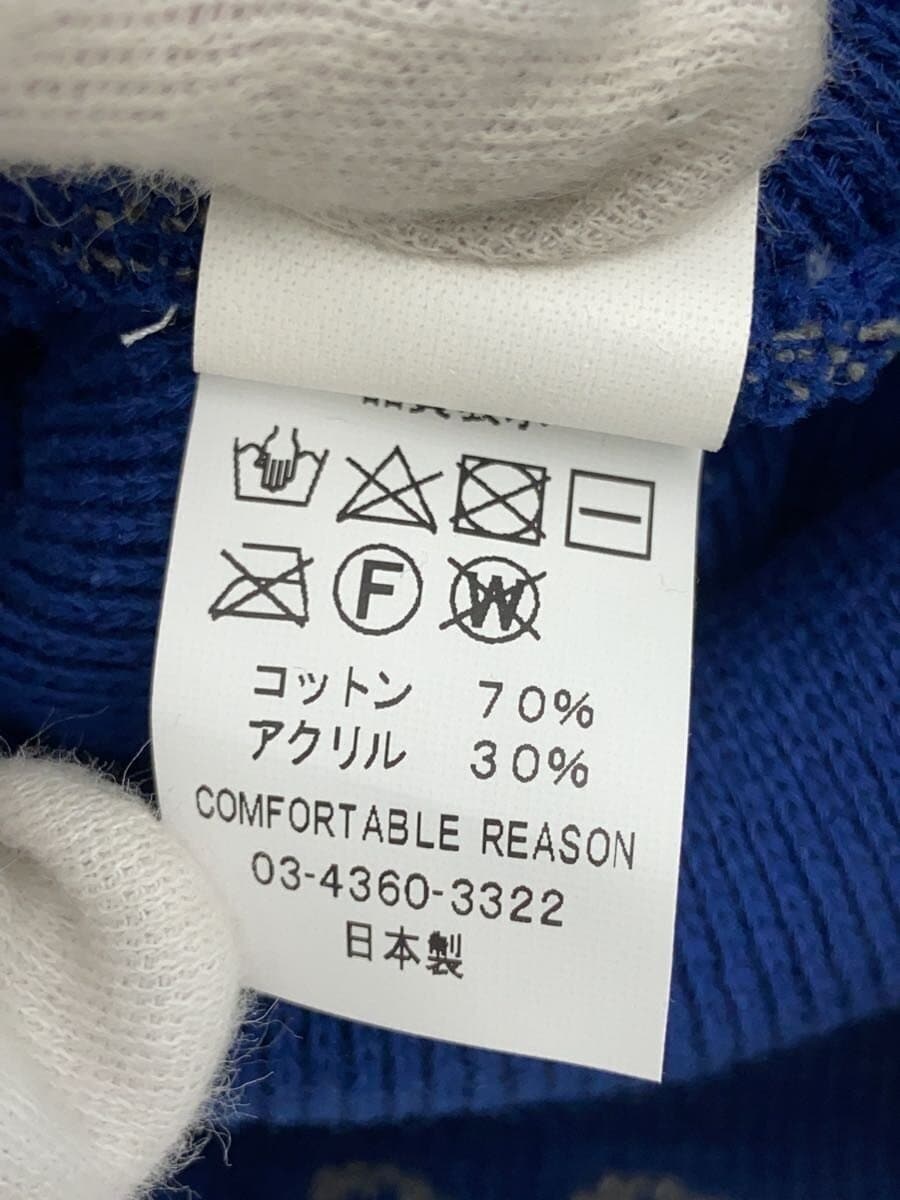 F W
コットン 70%
アクリル 30%
COMFORTABLE REASON
03-4360-3322
日本製